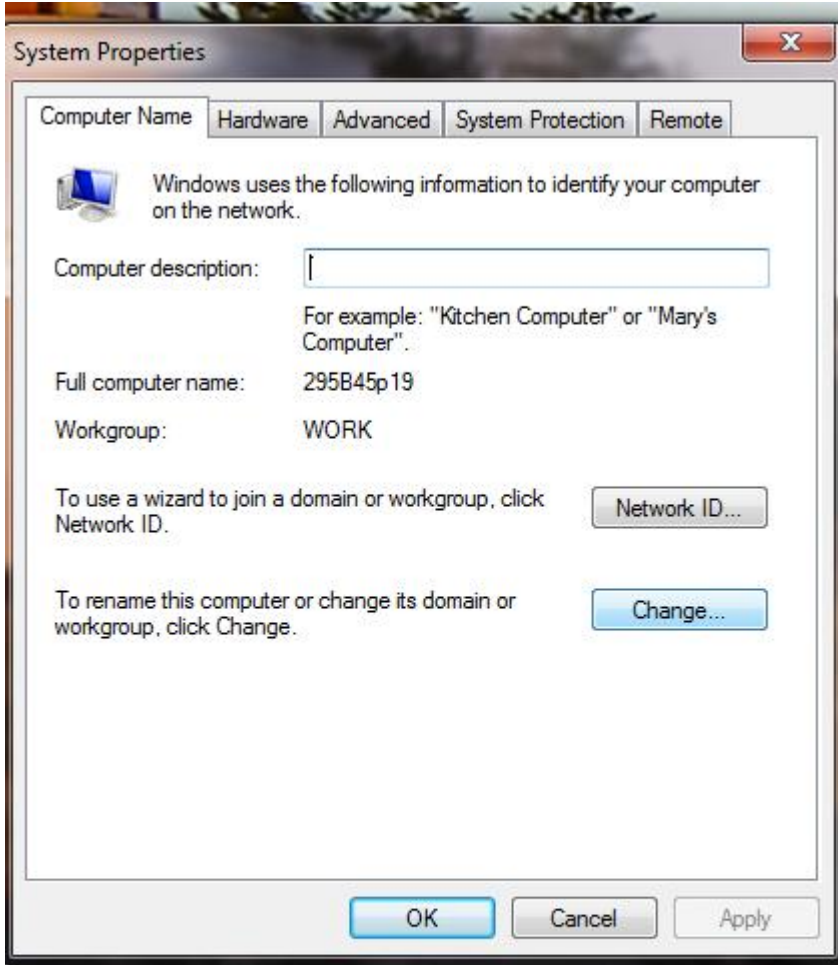 System Properties
Computer Name Hardware Advanced System Protection Remote
Windows uses the following information to identify your computer
on the network.
Computer description:
For example: "Kitchen Computer" or "Mary's
Computer".
Full computer name: 295B45p19
Workgroup: WORK
To use a wizard to join a domain or workgroup, click
Network ID.
Network ID...
To rename this computer or change its domain or
workgroup, click Change.
Change...
OK Cancel Apply